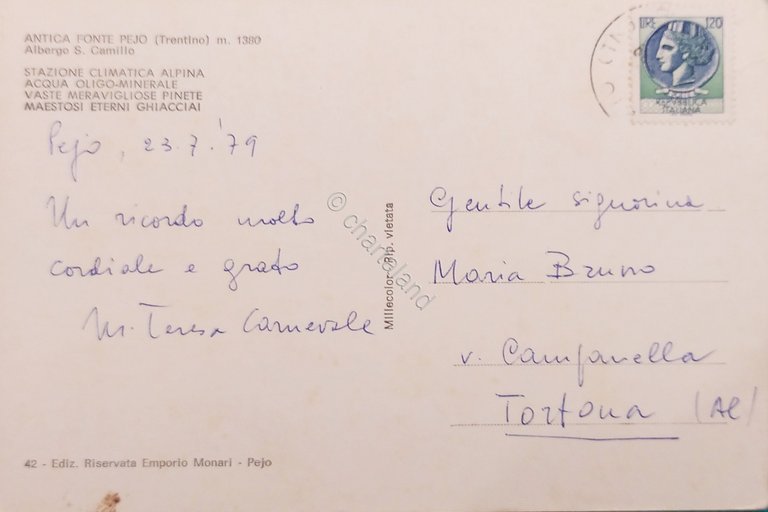 ANTICA FONTE PEJO (Trentino) m. 1380
Albergo S. Camillo
STAZIONE CLIMATICA ALPINA
ACQUA OLIGO-MINERALE
VASTE MERAVIGLIOSE PINETE
MAESTOSI ETERNI GHIACCIAI
Pejo, 23.7.'79
Un ricordo molto
cordiale e grato
M. Teresa Carnevale
42 - Ediz. Riservata Emporio Monari - Pejo
Millecolor - Rip. vietata
© chartaland
LIRE 120
REPVBBLICA
ITALIANA
Gentile signorina
Maria Bruno
v. Campanella
Tortona (Al)